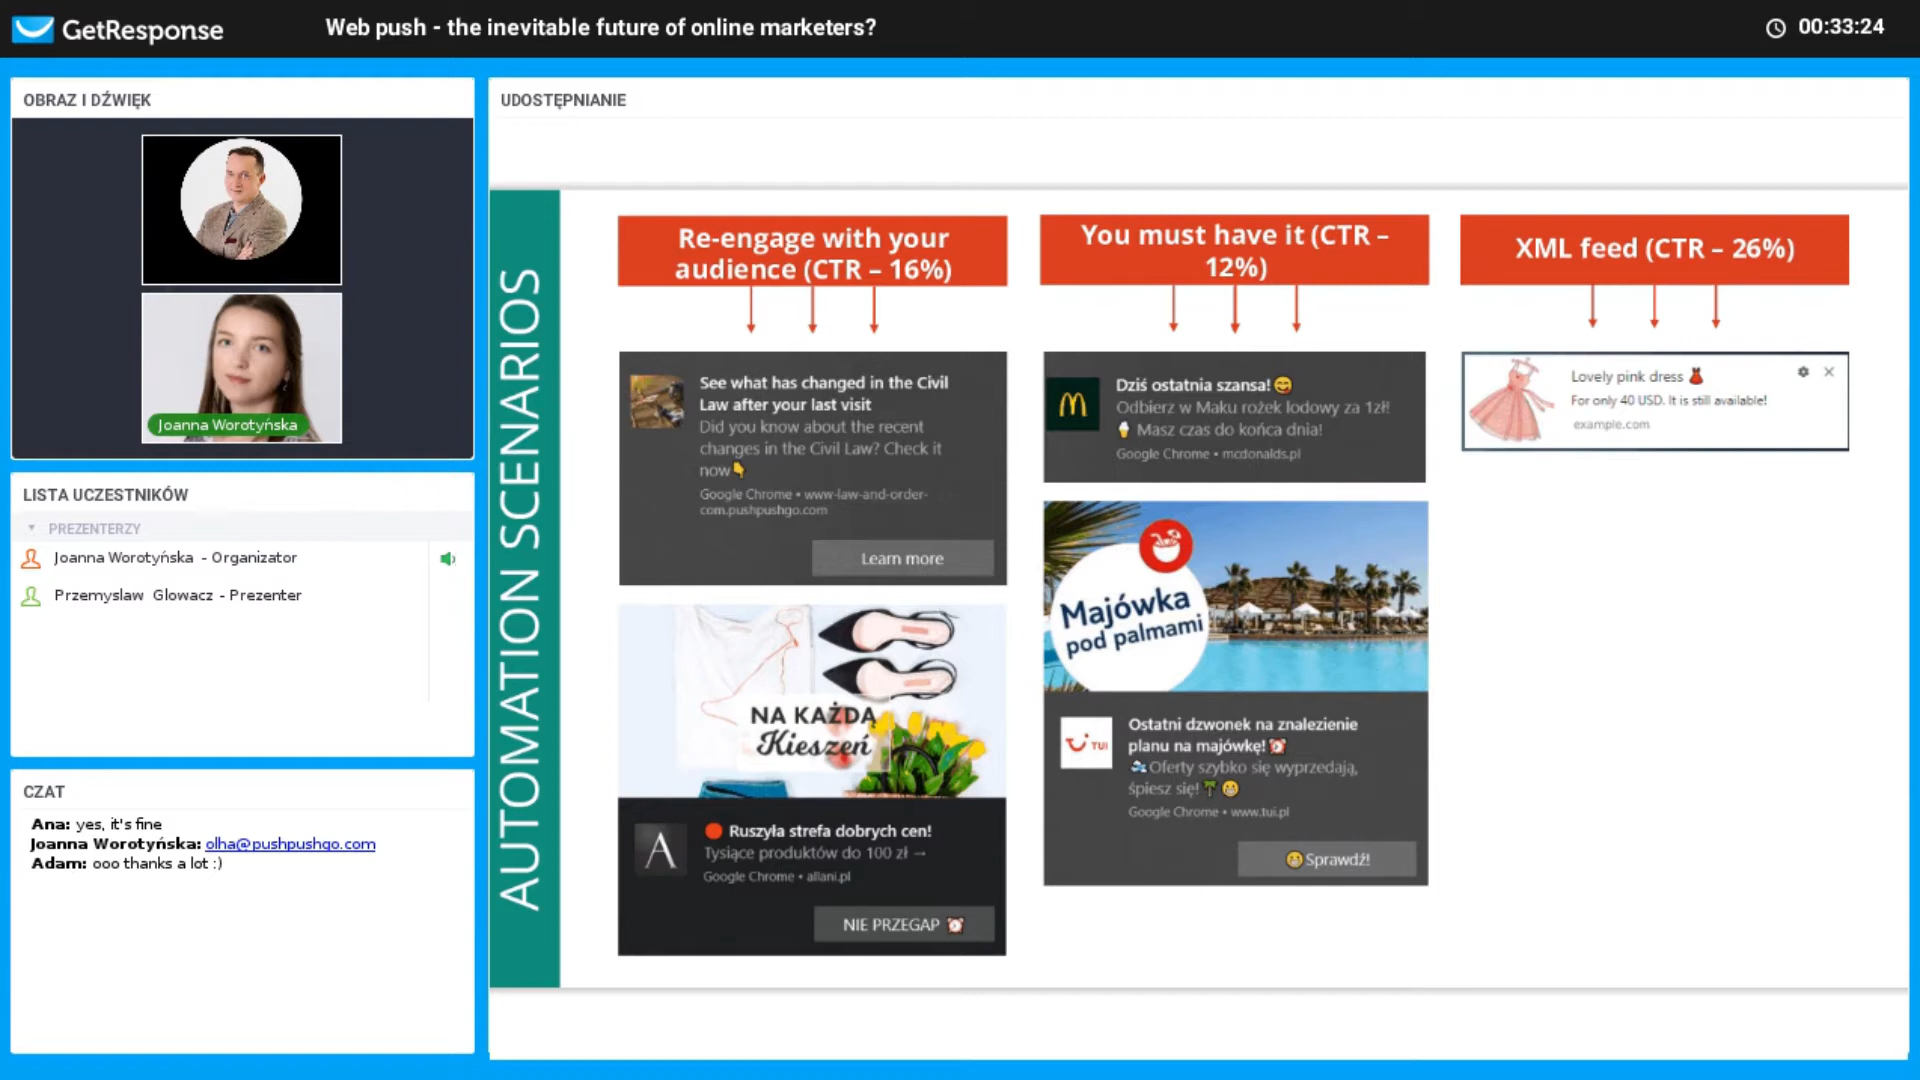 GetResponse
Web push - the inevitable future of online marketers?
00:33:24
OBRAZ I DŹWIĘK
Joanna Worotyńska
LISTA UCZESTNIKÓW
PREZENTERZY
Joanna Worotyńska - Organizator
Przemyslaw Glowacz - Prezenter
CZAT
Ana: yes, it's fine
Joanna Worotyńska: olha@pushpushgo.com
Adam: ooo thanks a lot :)
UDOSTĘPNIANIE
AUTOMATION SCENARIOS
Re-engage with your
audience (CTR – 16%)
See what has changed in the Civil
Law after your last visit
Did you know about the recent
changes in the Civil Law? Check it
now👇
Google Chrome • www-law-and-order-
com.pushpushgo.com
Learn more
NA KAŻDĄ
Kieszeń
A
🔴 Ruszyła strefa dobrych cen!
Tysiące produktów do 100 zł →
Google Chrome • allani.pl
NIE PRZEGAP ⏰
You must have it (CTR –
12%)
Dziś ostatnia szansa! 😋
Odbierz w Maku rożek lodowy za 1zł!
🍦 Masz czas do końca dnia!
Google Chrome • mcdonalds.pl
Majówka
pod palmami
TUI
Ostatni dzwonek na znalezienie
planu na majówkę! ⏰
Oferty szybko się wyprzedają,
śpiesz się! 🌴😀
Google Chrome • www.tui.pl
😀Sprawdź!
XML feed (CTR – 26%)
Lovely pink dress 👗
For only 40 USD. It is still available!
example.com